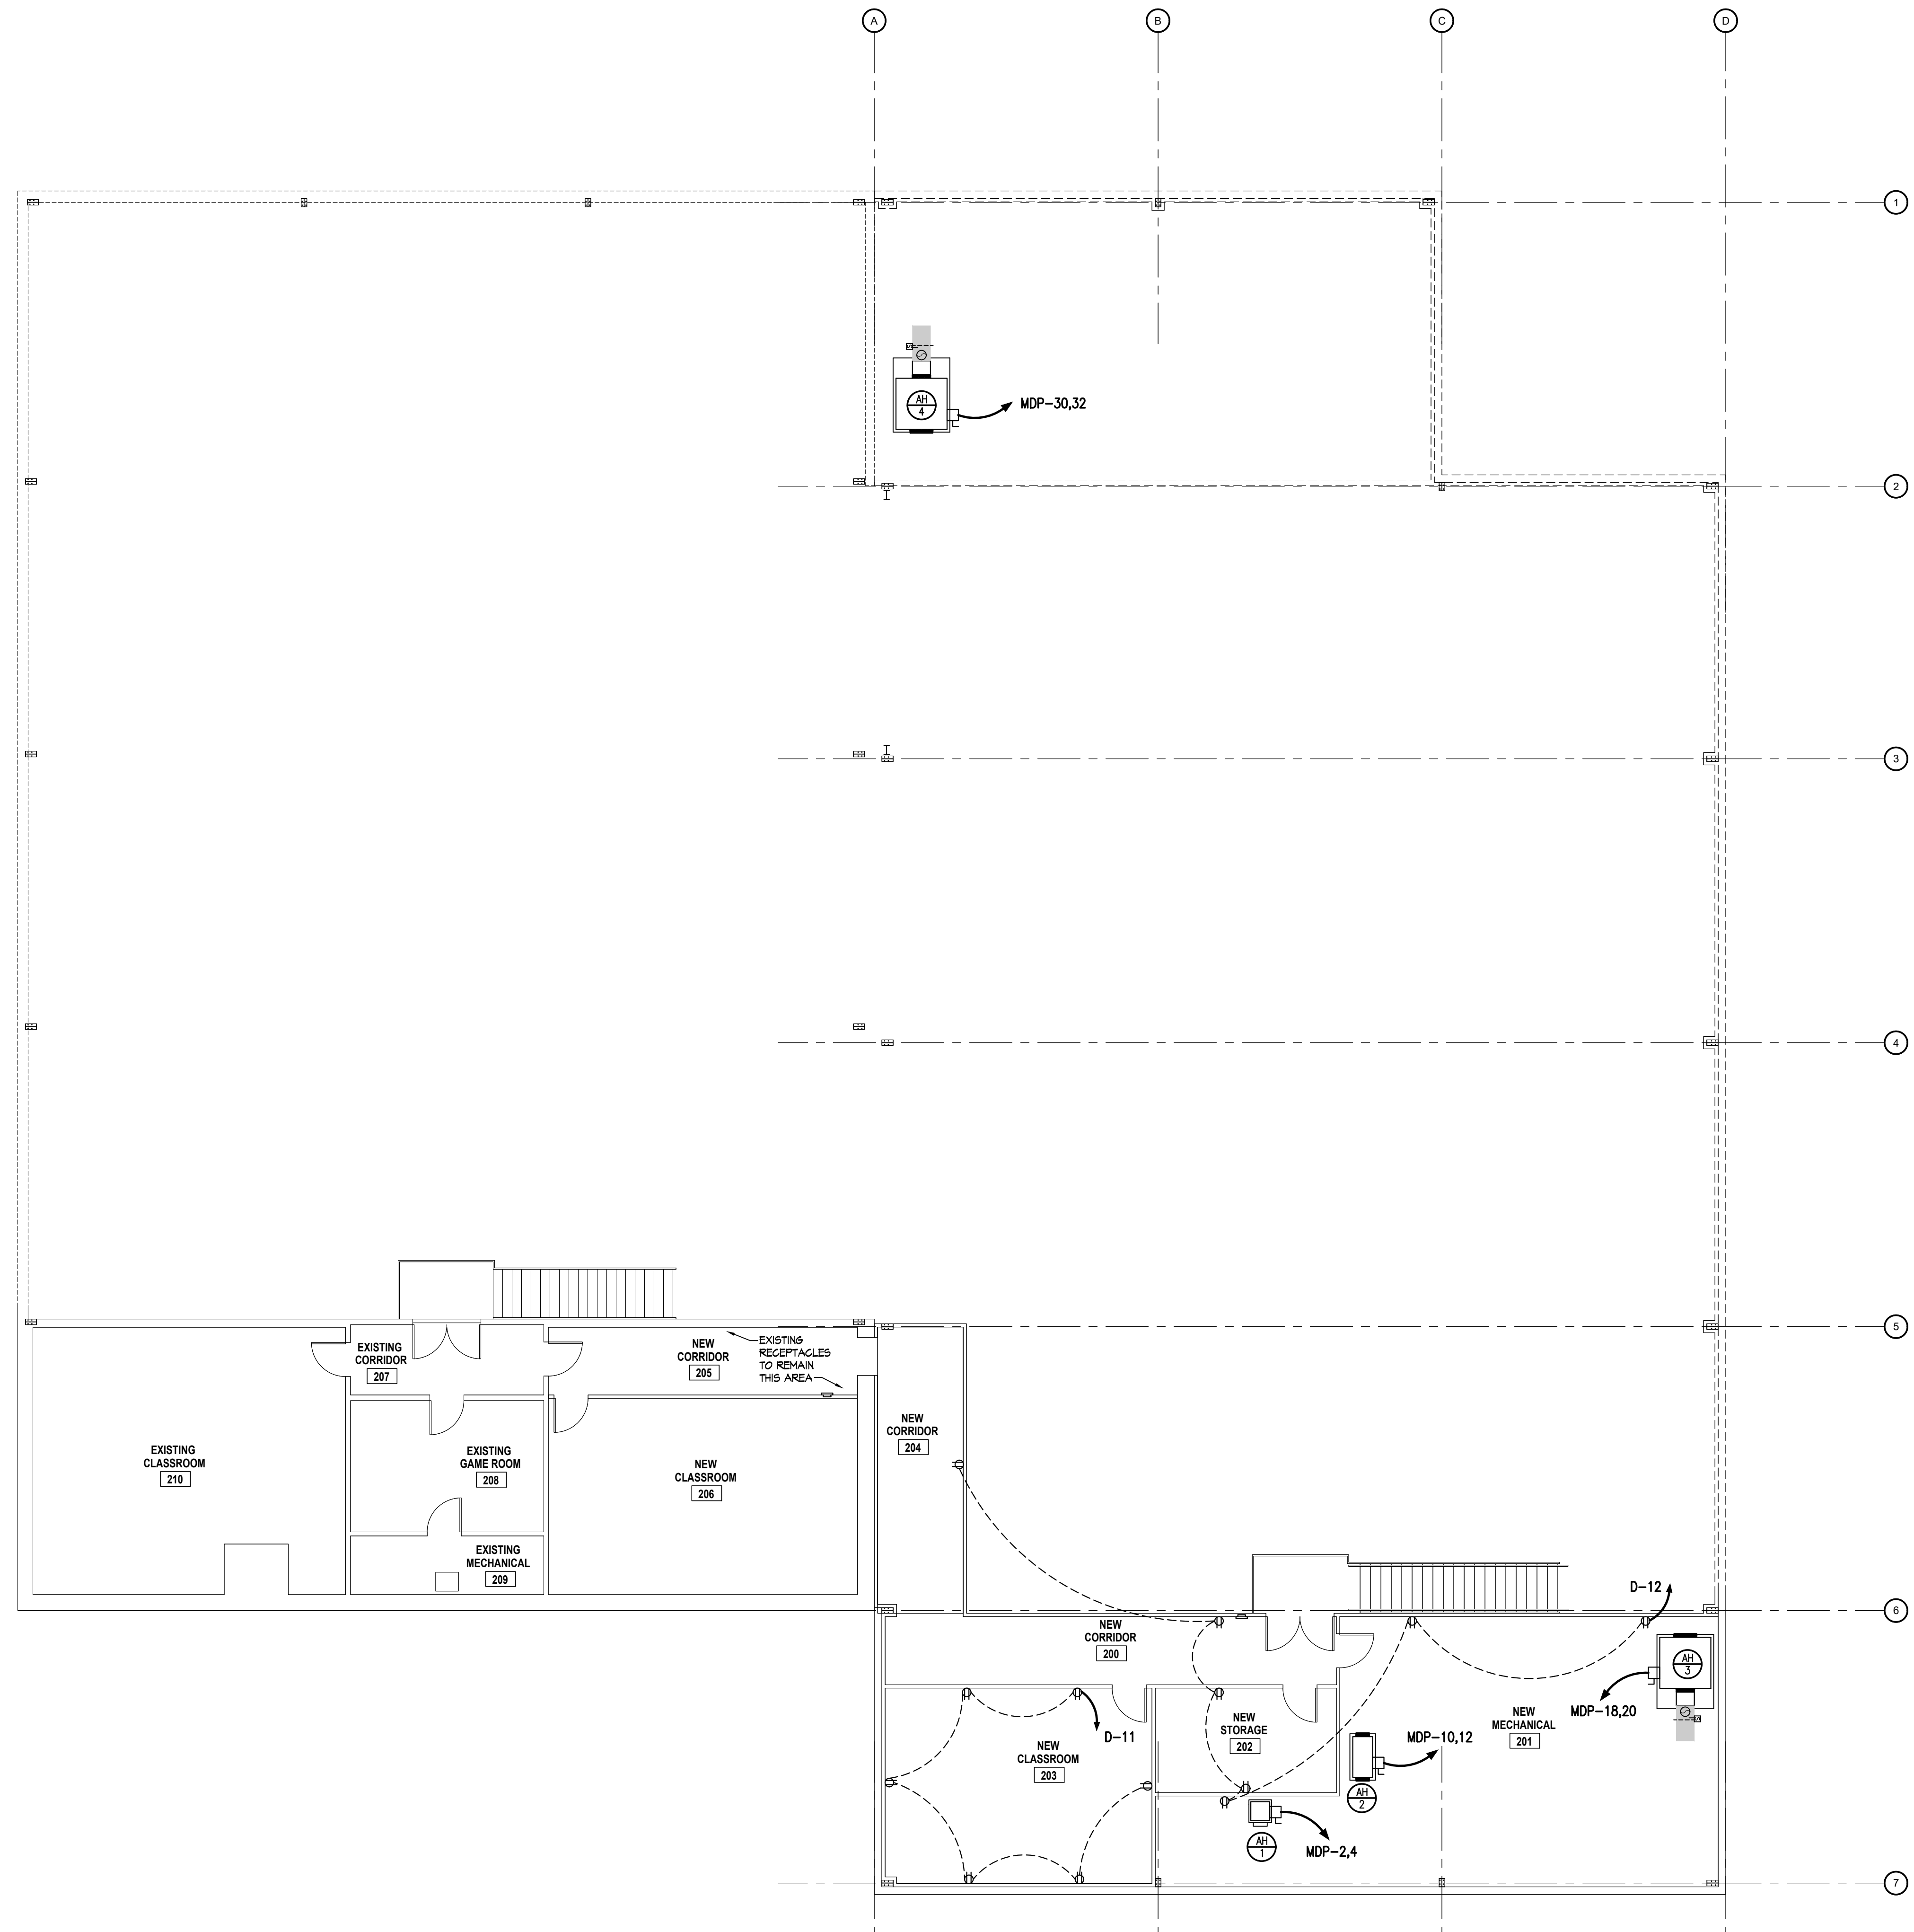 A
B
C
D
1
AH
4
MDP-30,32
2
3
4
5
EXISTING
CORRIDOR
207
NEW
CORRIDOR
205
EXISTING
RECEPTACLES
TO REMAIN
THIS AREA
NEW
CORRIDOR
204
EXISTING
CLASSROOM
210
EXISTING
GAME ROOM
208
NEW
CLASSROOM
206
EXISTING
MECHANICAL
209
D-12
6
NEW
CORRIDOR
200
AH
3
MDP-18,20
NEW
MECHANICAL
201
NEW
STORAGE
202
D-11
MDP-10,12
NEW
CLASSROOM
203
AH
2
AH
1
MDP-2,4
7